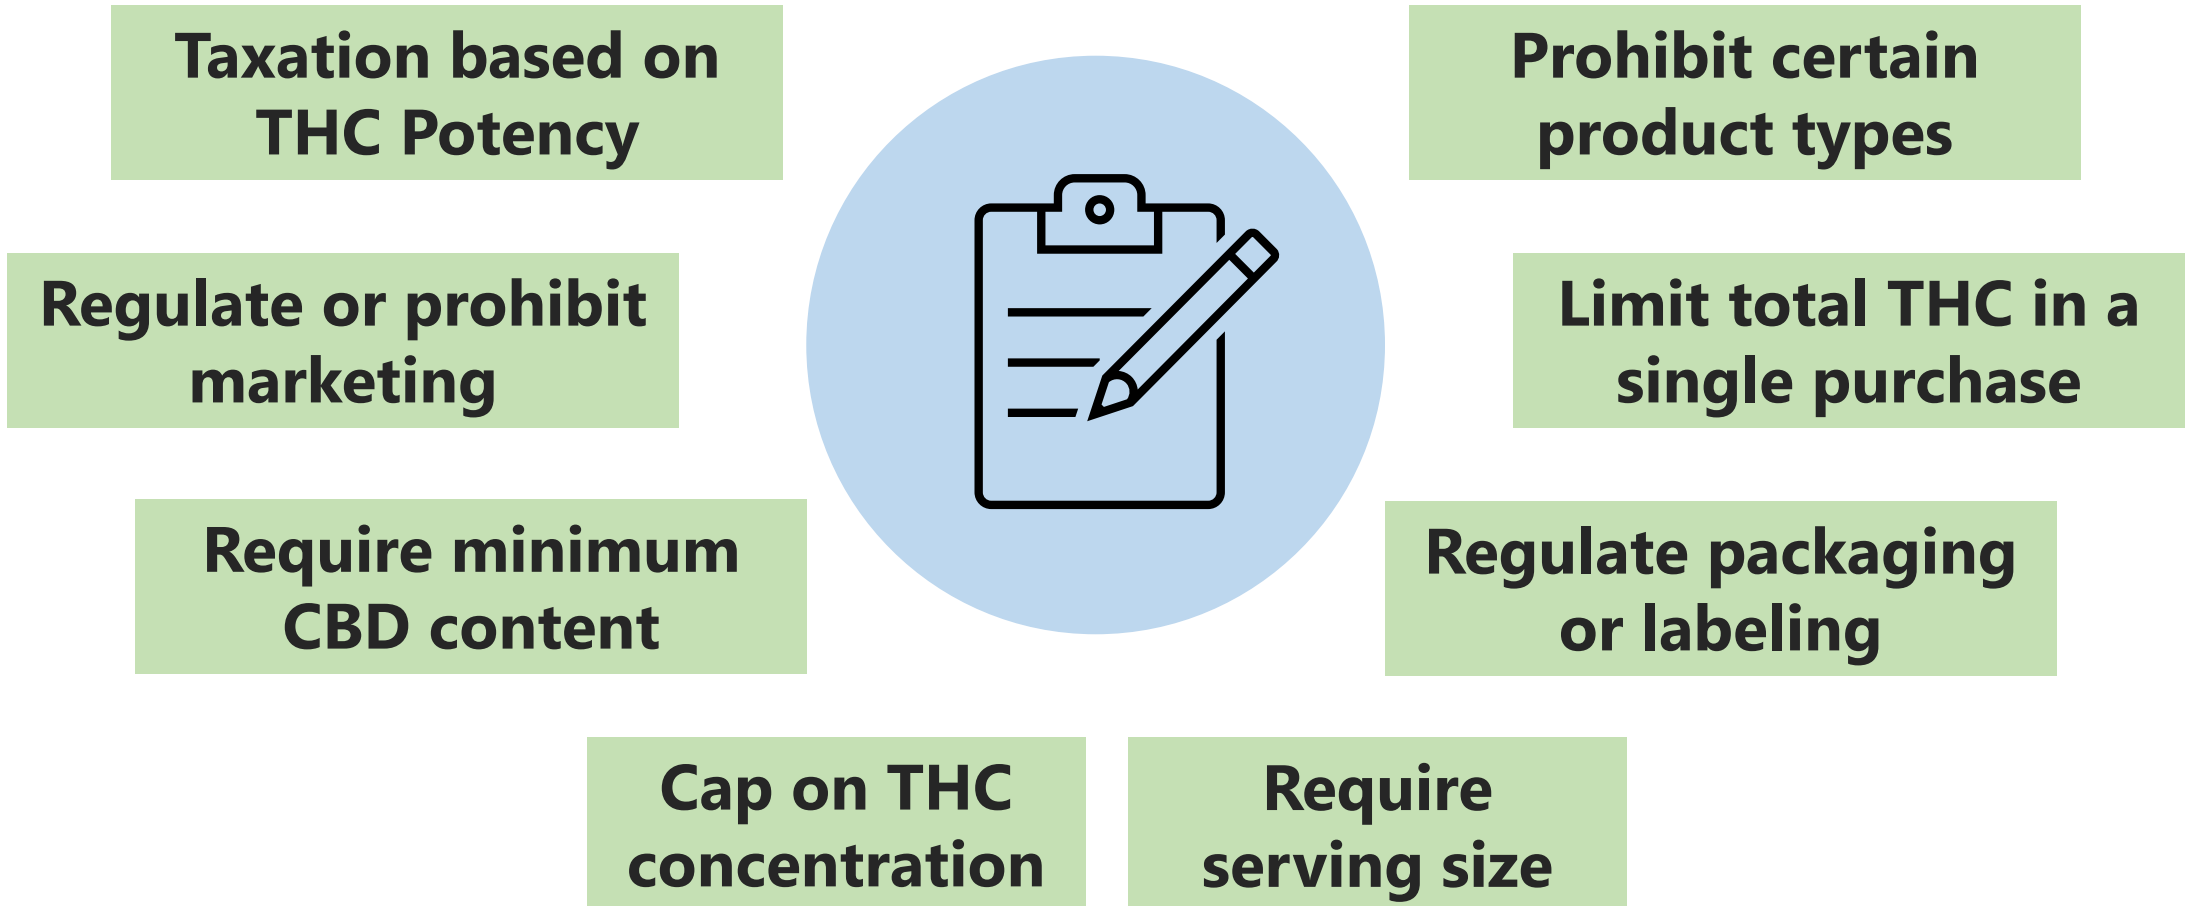 Taxation based on
THC Potency
Prohibit certain
product types
Regulate or prohibit
marketing
Limit total THC in a
single purchase
Require minimum
CBD content
Regulate packaging
or labeling
Cap on THC
concentration
Require
serving size